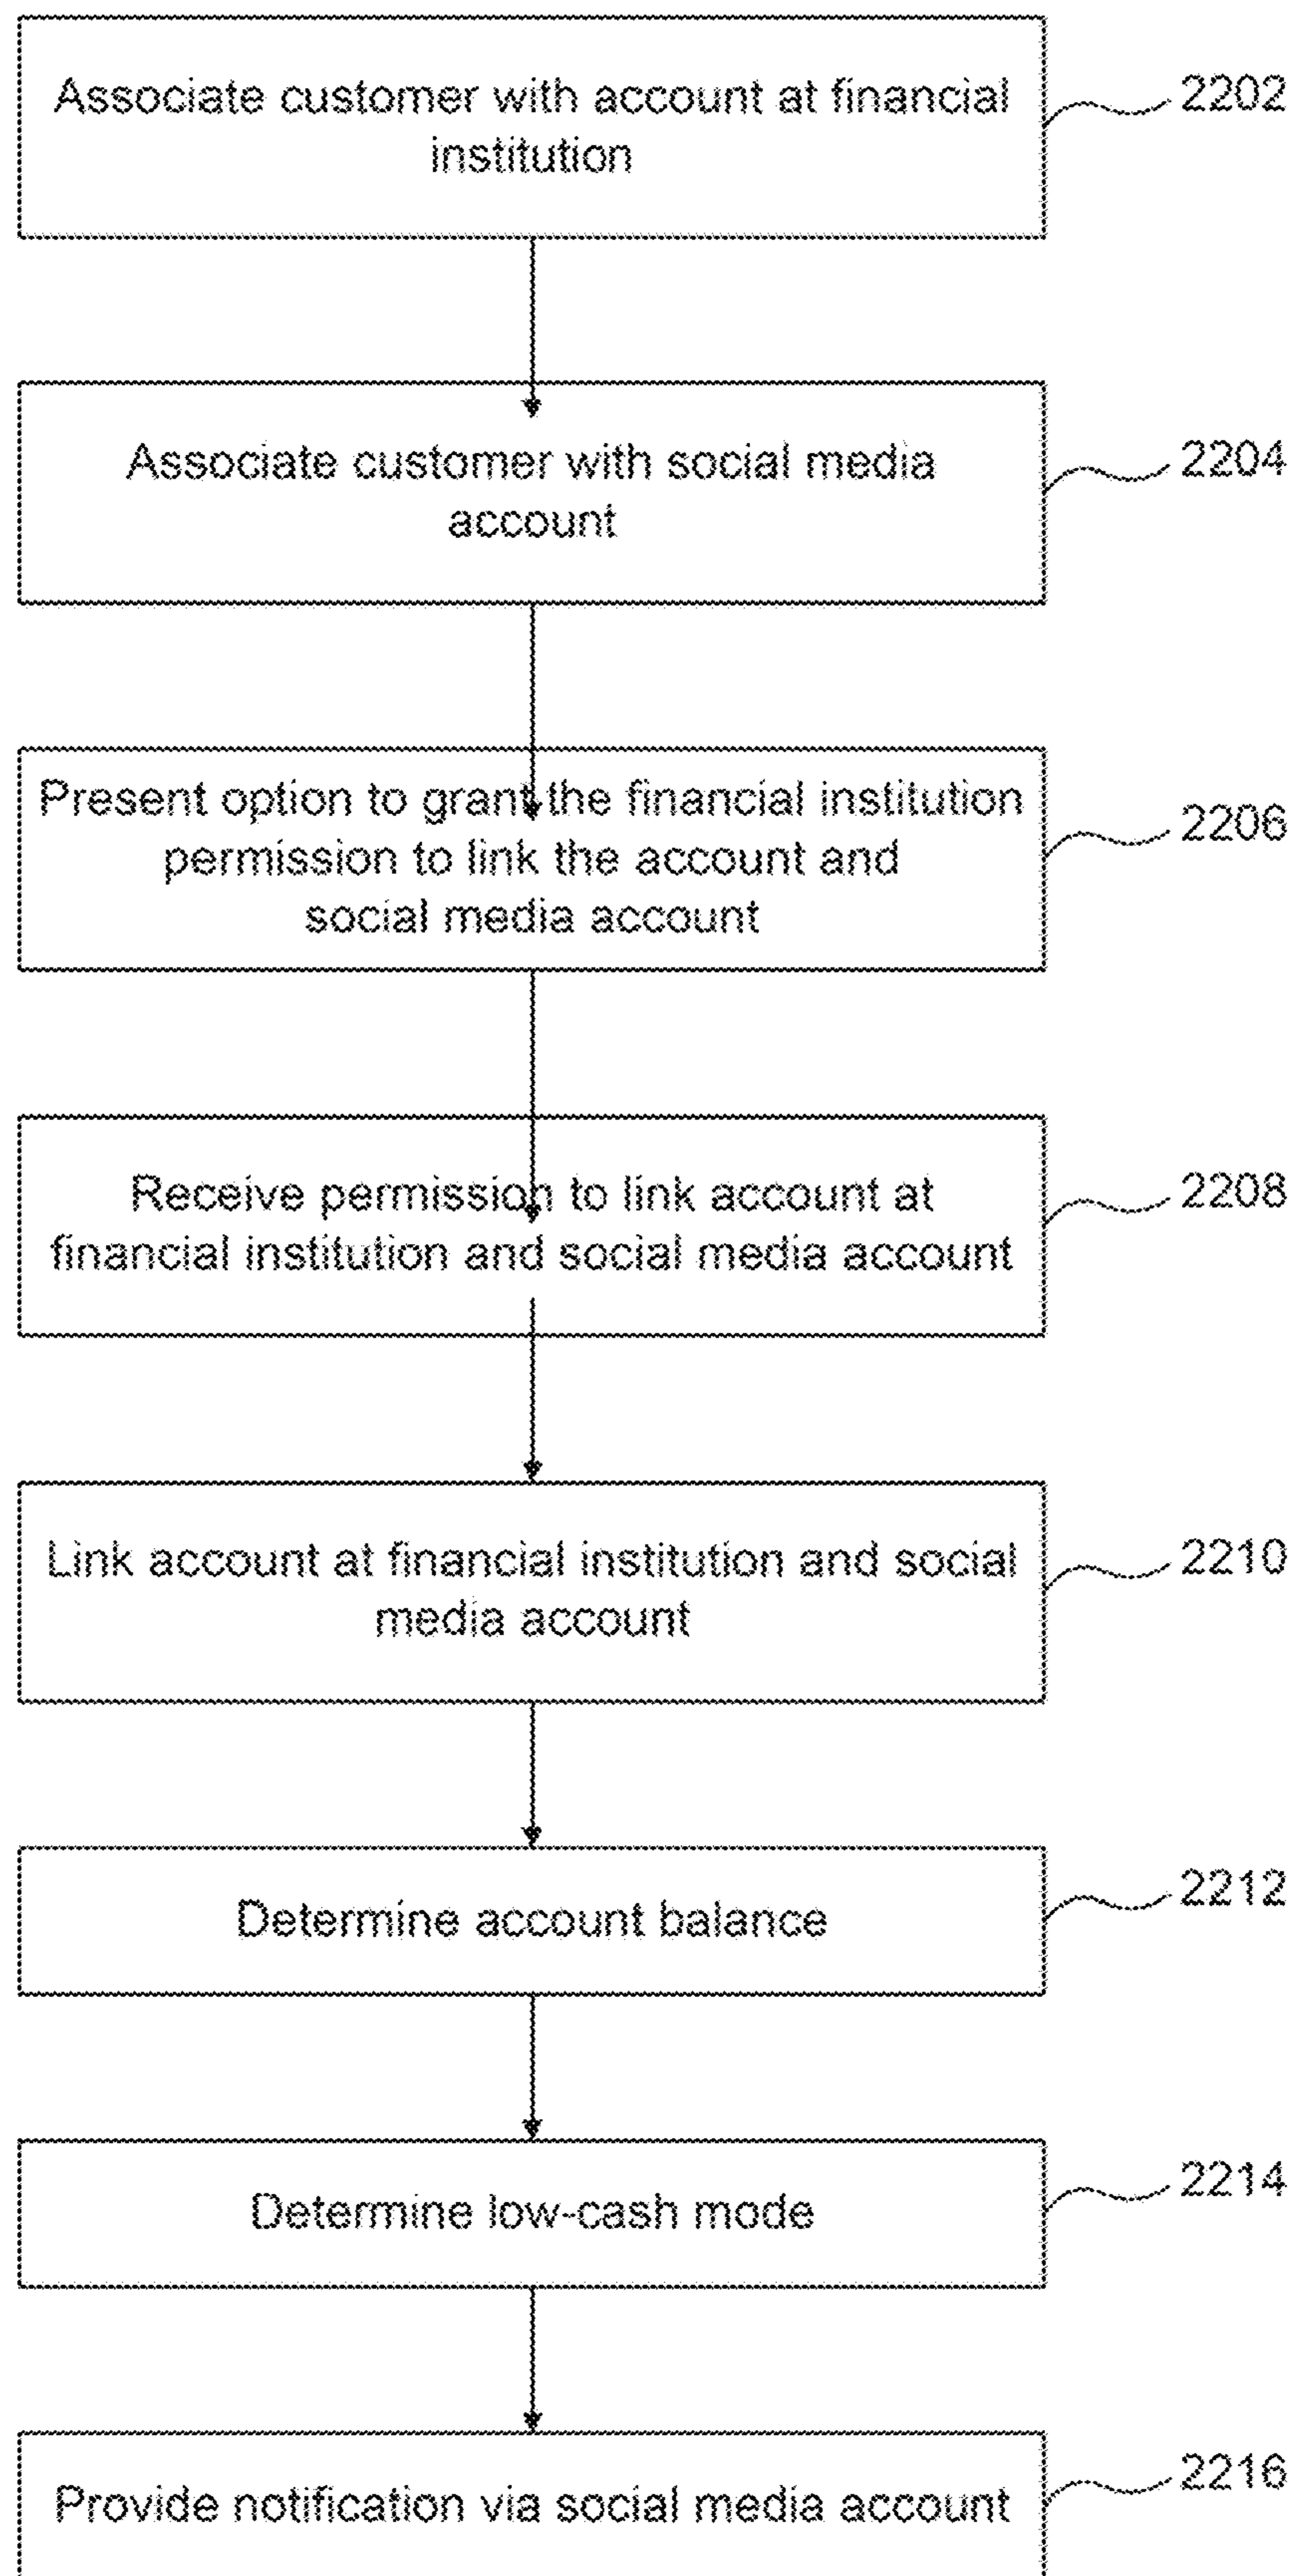 Associate customer with account at financial
institution
2202
Associate customer with social media
account
2204
Present option to grant the financial institution
permission to link the account and
social media account
2206
Receive permission to link account at
financial institution and social media account
2208
Link account at financial institution and social
media account
2210
Determine account balance
2212
Determine low-cash mode
2214
Provide notification via social media account
2216